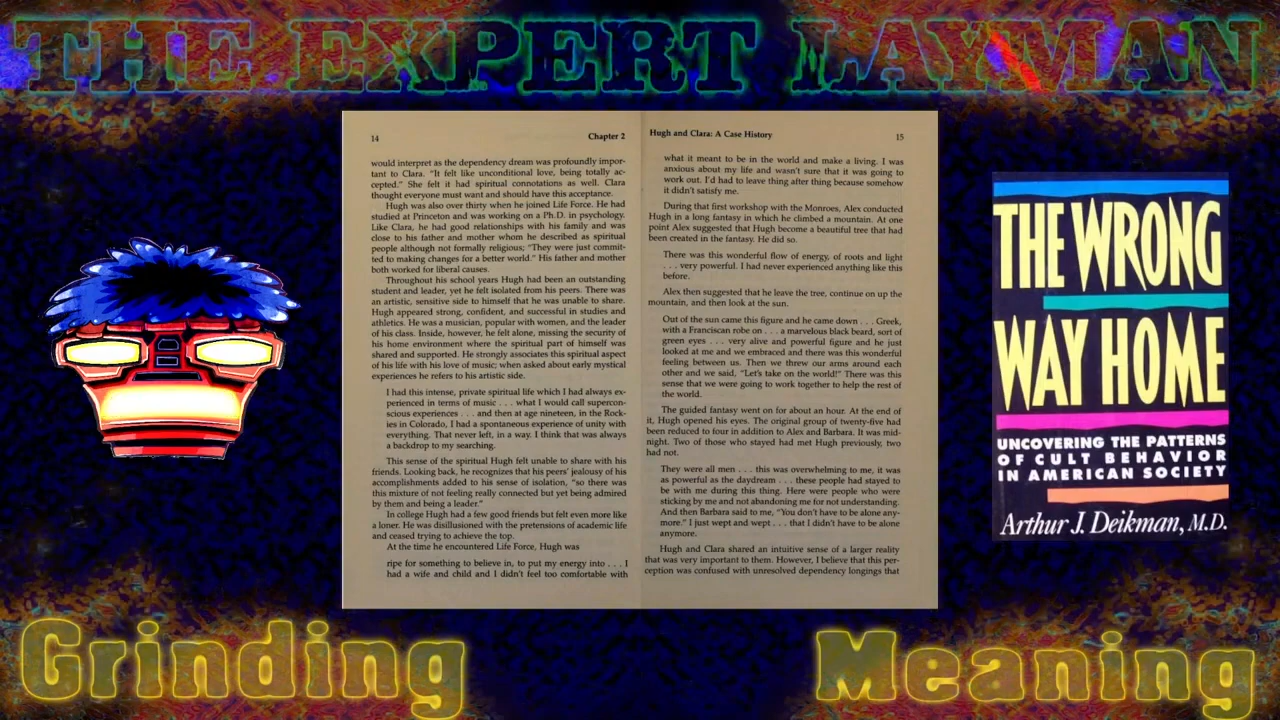 THE EXPERT LAYMAN
14 Chapter 2
would interpret as the dependency dream was profoundly impor-
tant to Clara. "It felt like unconditional love, being totally ac-
cepted." She felt it had spiritual connotations as well. Clara
thought everyone must want and should have this acceptance.
Hugh was also over thirty when he joined Life Force. He had
studied at Princeton and was working on a Ph.D. in psychology.
Like Clara, he had good relationships with his family and was
close to his father and mother whom he described as spiritual
people although not formally religious; "They were just commit-
ted to making changes for a better world." His father and mother
both worked for liberal causes.
Throughout his school years Hugh had been an outstanding
student and leader, yet he felt isolated from his peers. There was
an artistic, sensitive side to himself that he was unable to share.
Hugh appeared strong, confident, and successful in studies and
athletics. He was a musician, popular with women, and the leader
of his class. Inside, however, he felt alone, missing the security of
his home environment where the spiritual part of himself was
shared and supported. He strongly associates this spiritual aspect
of his life with his love of music; when asked about early mystical
experiences he refers to his artistic side.
I had this intense, private spiritual life which I had always ex-
perienced in terms of music . . . what I would call supercon-
scious experiences . . . and then at age nineteen, in the Rock-
ies in Colorado, I had a spontaneous experience of unity with
everything. That never left, in a way. I think that was always
a backdrop to my searching.
This sense of the spiritual Hugh felt unable to share with his
friends. Looking back, he recognizes that his peers' jealousy of his
accomplishments added to his sense of isolation, "so there was
this mixture of not feeling really connected but yet being admired
by them and being a leader."
In college Hugh had a few good friends but felt even more like
a loner. He was disillusioned with the pretensions of academic life
and ceased trying to achieve the top.
At the time he encountered Life Force, Hugh was
ripe for something to believe in, to put my energy into . . . I
had a wife and child and I didn't feel too comfortable with
Hugh and Clara: A Case History 15
what it meant to be in the world and make a living. I was
anxious about my life and wasn't sure that it was going to
work out. I'd had to leave thing after thing because somehow
it didn't satisfy me.
During that first workshop with the Monroes, Alex conducted
Hugh in a long fantasy in which he climbed a mountain. At one
point Alex suggested that Hugh become a beautiful tree that had
been created in the fantasy. He did so.
There was this wonderful flow of energy, of roots and light
. . . very powerful. I had never experienced anything like this
before.
Alex then suggested that he leave the tree, continue on up the
mountain, and then look at the sun.
Out of the sun came this figure and he came down . . . Greek,
with a Franciscan robe on . . . a marvelous black beard, sort of
green eyes . . . very alive and powerful figure and he just
looked at me and we embraced and there was this wonderful
feeling between us. Then we threw our arms around each
other and we said, "Let's take on the world!" There was this
sense that we were going to work together to help the rest of
the world.
The guided fantasy went on for about an hour. At the end of
it, Hugh opened his eyes. The original group of twenty-five had
been reduced to four in addition to Alex and Barbara. It was mid-
night. Two of those who stayed had met Hugh previously, two
had not.
They were all men . . . this was overwhelming to me, it was
as powerful as the daydream . . . these people had stayed to
be with me during this thing. Here were people who were
sticking by me and not abandoning me for not understanding.
And then Barbara said to me, "You don't have to be alone any-
more." I just wept and wept . . . that I didn't have to be alone
anymore.
Hugh and Clara shared an intuitive sense of a larger reality
that was very important to them. However, I believe that this per-
ception was confused with unresolved dependency longings that
THE WRONG
WAY HOME
UNCOVERING THE PATTERNS
OF CULT BEHAVIOR
IN AMERICAN SOCIETY
Arthur J. Deikman, M.D.
Grinding Meaning